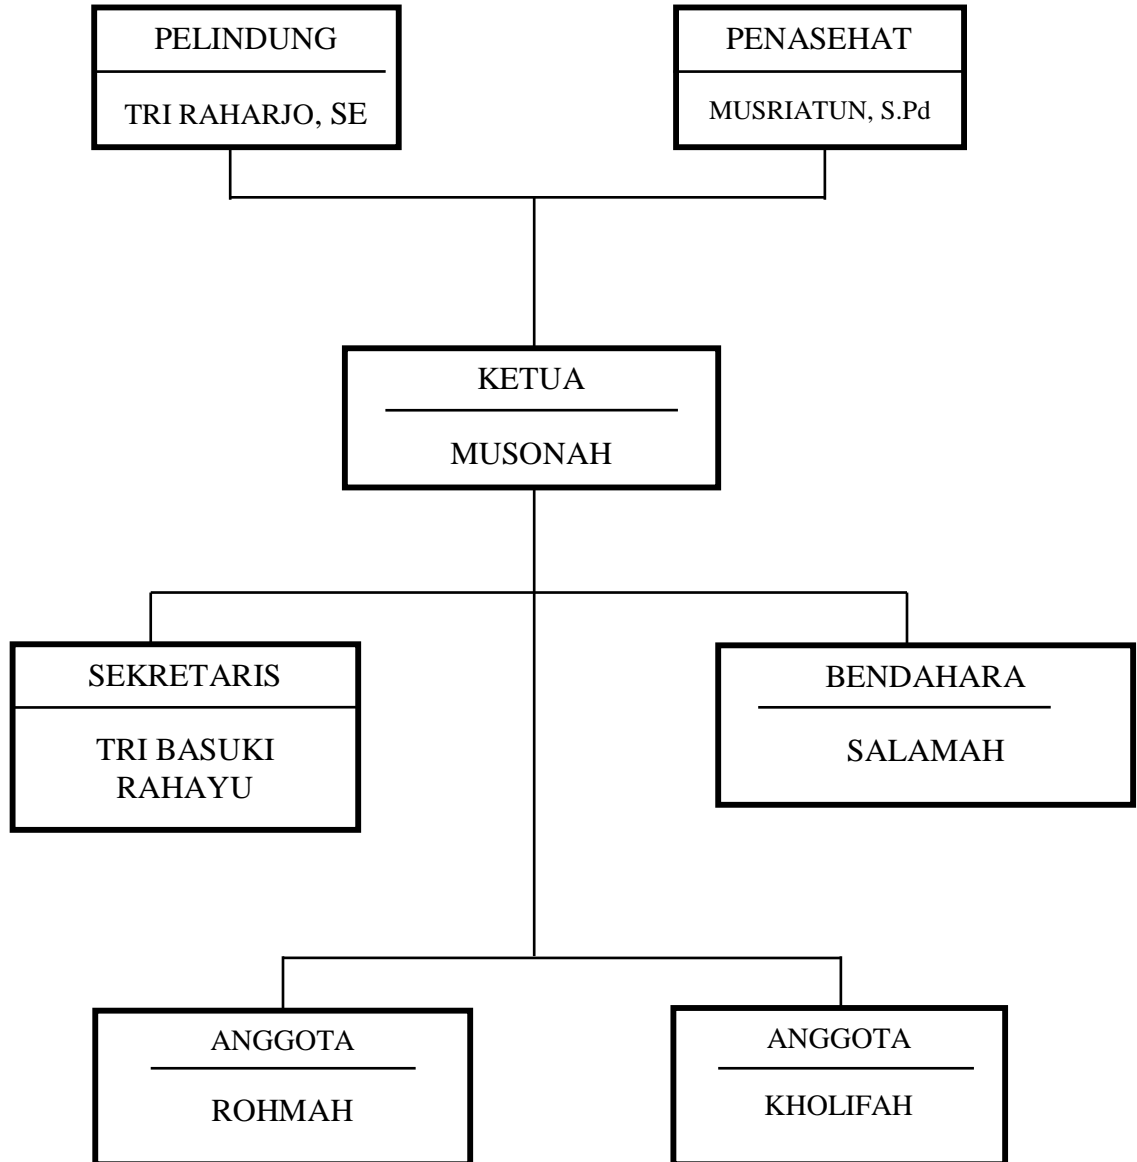 PELINDUNG
TRI RAHARJO, SE
PENASEHAT
MUSRIATUN, S.Pd
KETUA
MUSONAH
SEKRETARIS
TRI BASUKI
RAHAYU
BENDAHARA
SALAMAH
ANGGOTA
ROHMAH
ANGGOTA
KHOLIFAH